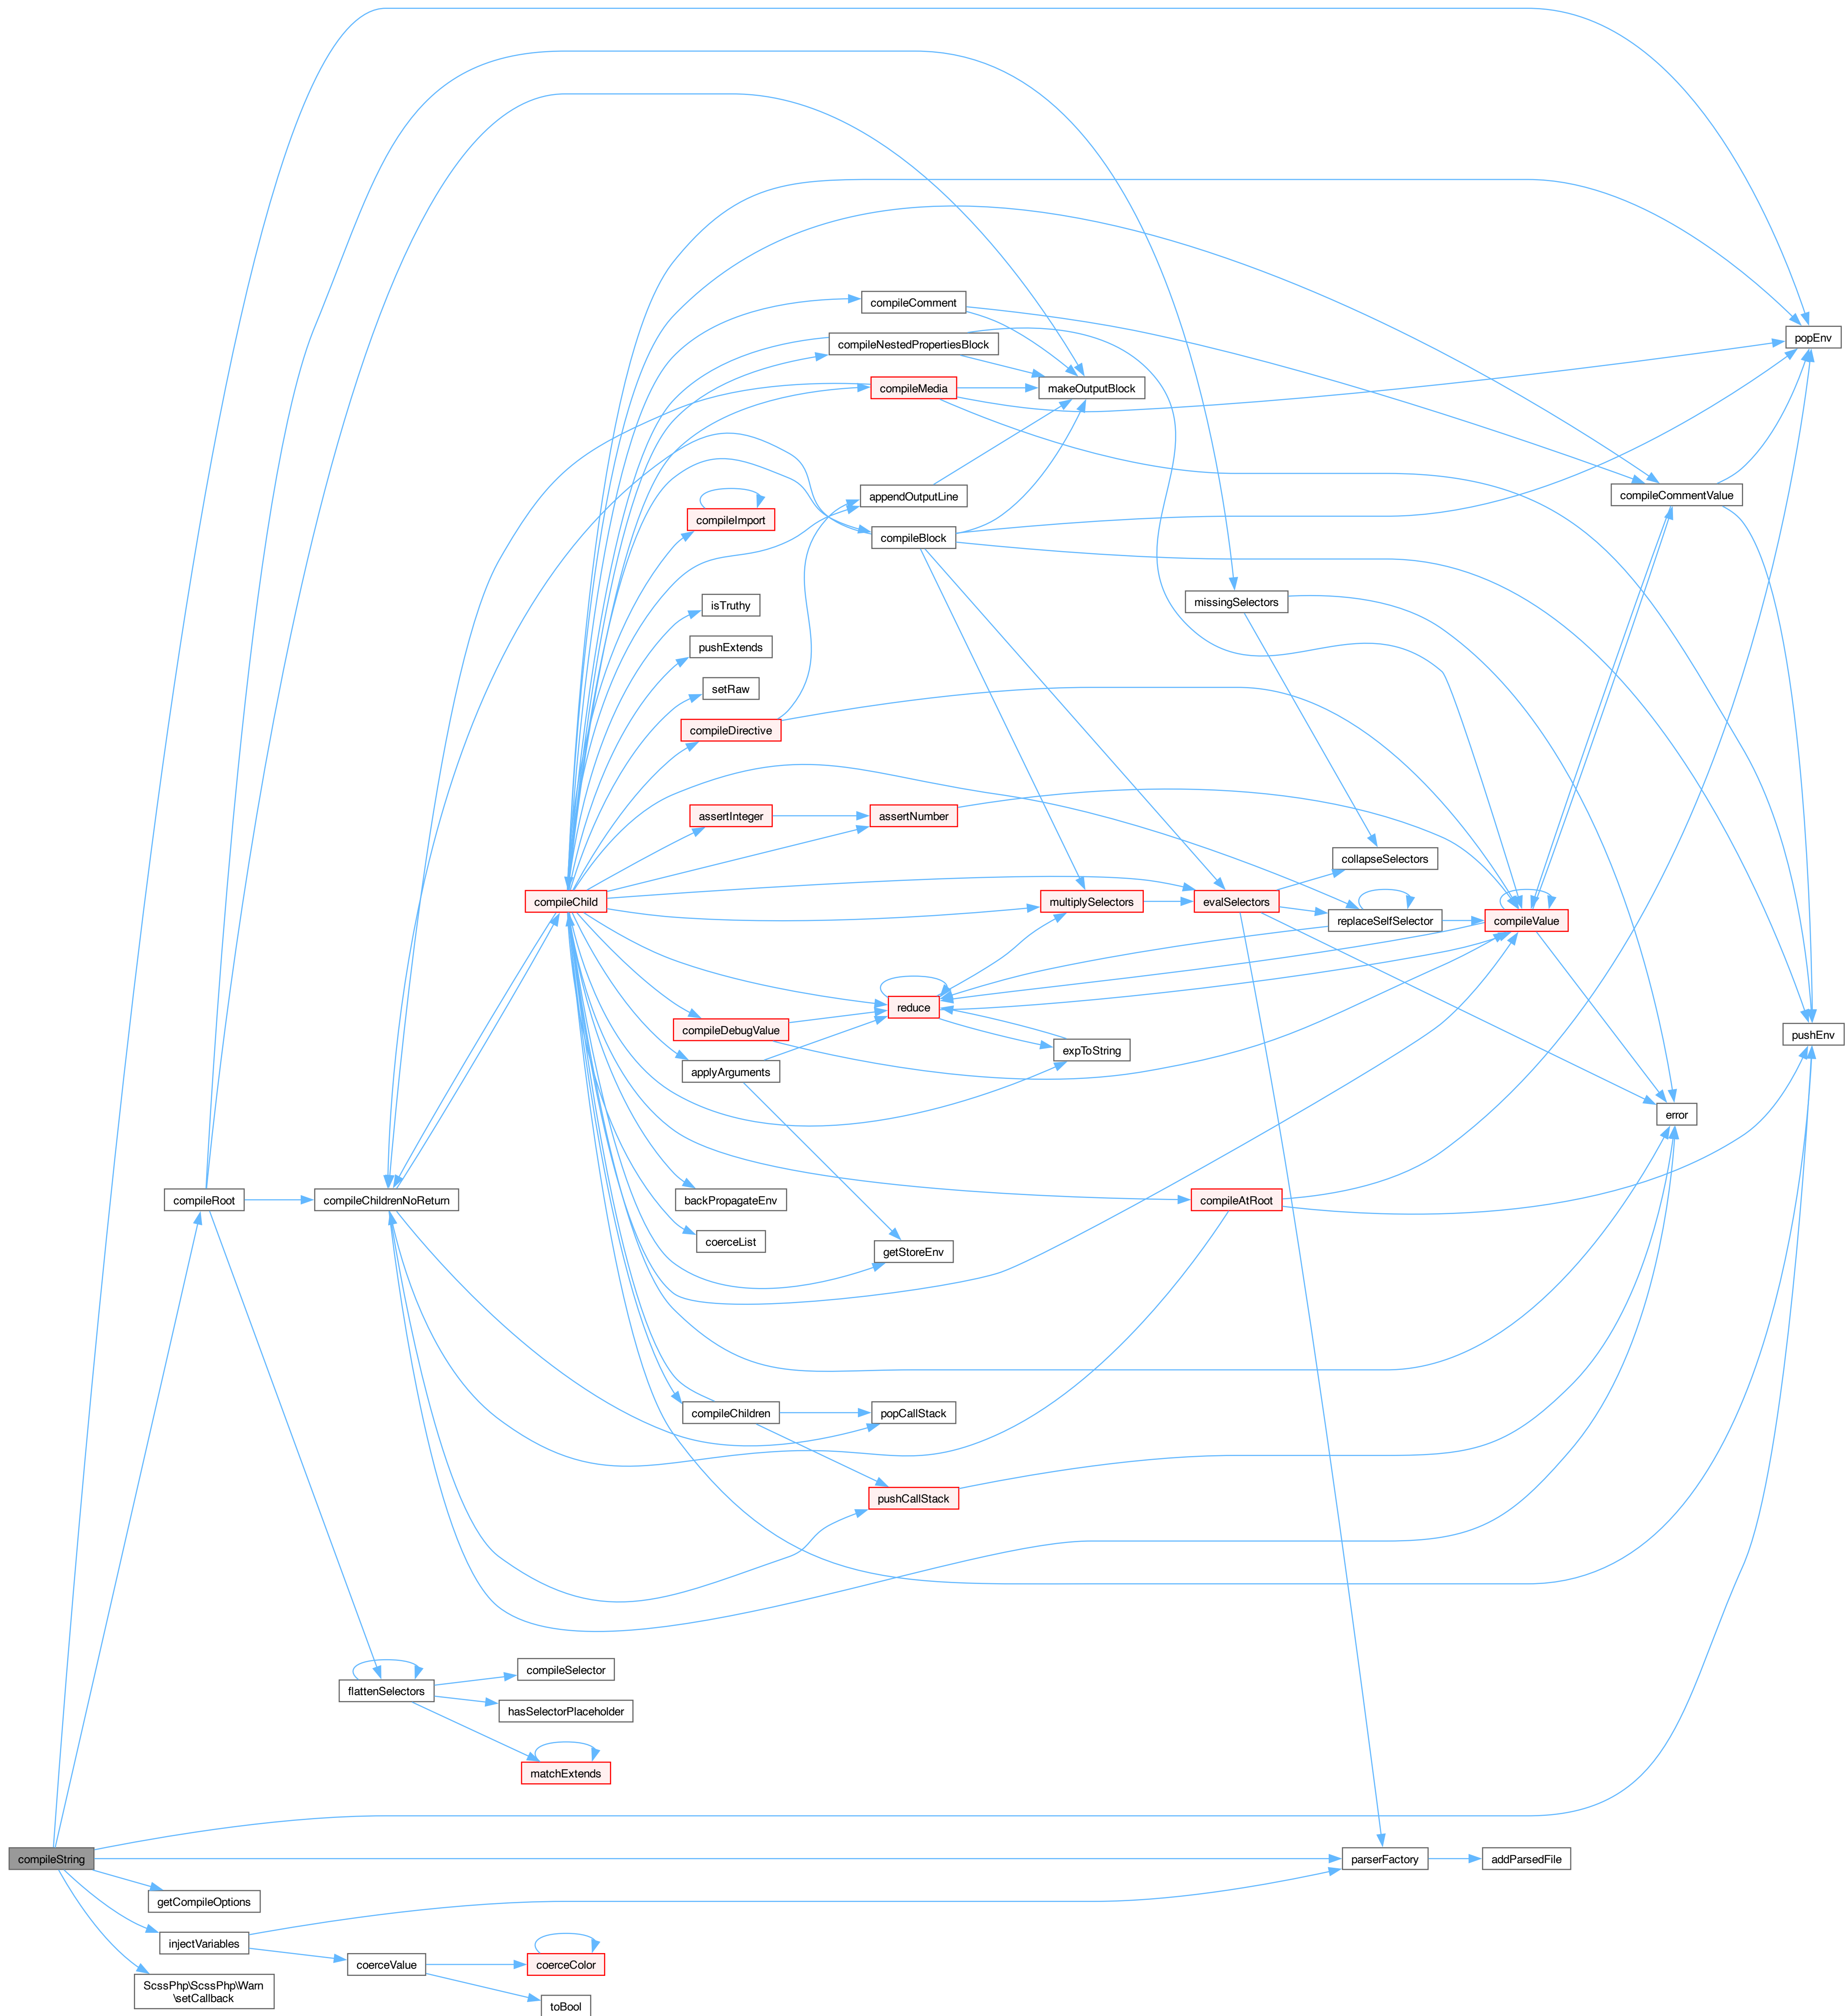 compileComment
popEnv
compileNestedPropertiesBlock
compileMedia
makeOutputBlock
appendOutputLine
compileCommentValue
compileImport
compileBlock
isTruthy
missingSelectors
pushExtends
setRaw
compileDirective
assertInteger
assertNumber
collapseSelectors
compileChild
multiplySelectors
evalSelectors
replaceSelfSelector
compileValue
reduce
compileDebugValue
pushEnv
expToString
applyArguments
error
compileRoot
compileChildrenNoReturn
backPropagateEnv
compileAtRoot
coerceList
getStoreEnv
compileChildren
popCallStack
pushCallStack
compileSelector
flattenSelectors
hasSelectorPlaceholder
matchExtends
compileString
parserFactory
addParsedFile
getCompileOptions
injectVariables
coerceValue
coerceColor
ScssPhp\ScssPhp\Warn
\setCallback
toBool